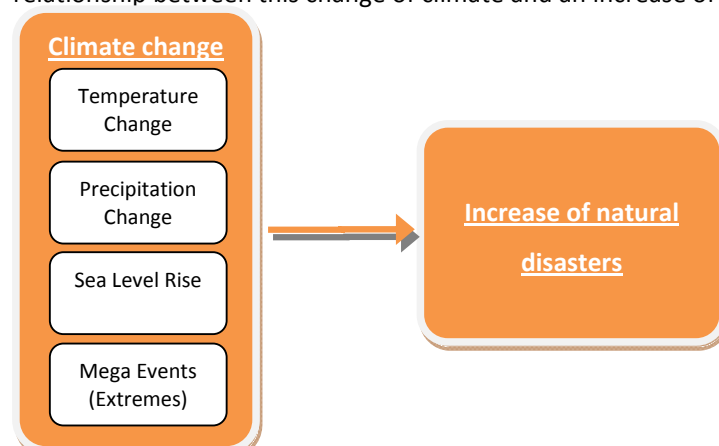 relationship between this change of climate and an increase of
Climate change
Temperature
Change
Precipitation
Change
Sea Level Rise
Mega Events
(Extremes)
Increase of natural
disasters